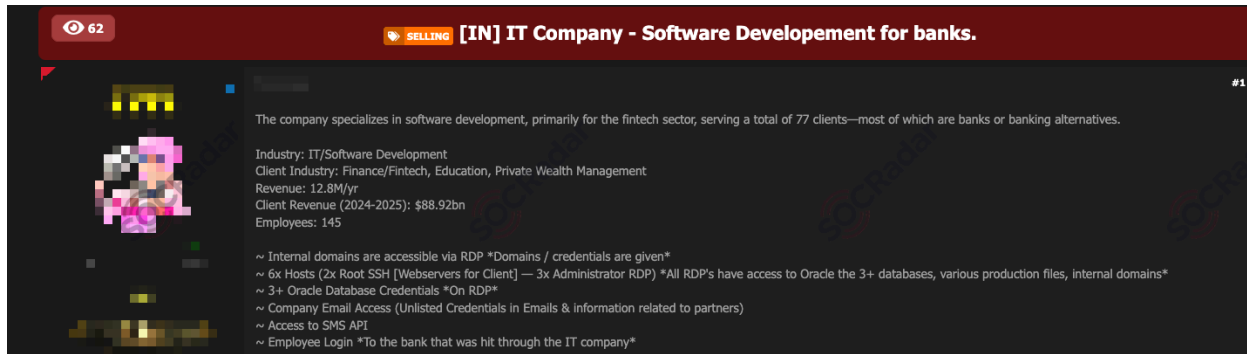 62
SELLING [IN] IT Company - Software Developement for banks.
#1
The company specializes in software development, primarily for the fintech sector, serving a total of 77 clients—most of which are banks or banking alternatives.
Industry: IT/Software Development
Client Industry: Finance/Fintech, Education, Private Wealth Management
Revenue: 12.8M/yr
Client Revenue (2024-2025): $88.92bn
Employees: 145
~ Internal domains are accessible via RDP *Domains / credentials are given*
~ 6x Hosts (2x Root SSH [Webservers for Client] — 3x Administrator RDP) *All RDP's have access to Oracle the 3+ databases, various production files, internal domains*
~ 3+ Oracle Database Credentials *On RDP*
~ Company Email Access (Unlisted Credentials in Emails & information related to partners)
~ Access to SMS API
~ Employee Login *To the bank that was hit through the IT company*
SOCRadar
SOCRadar
SOCRadar
SOCRadar